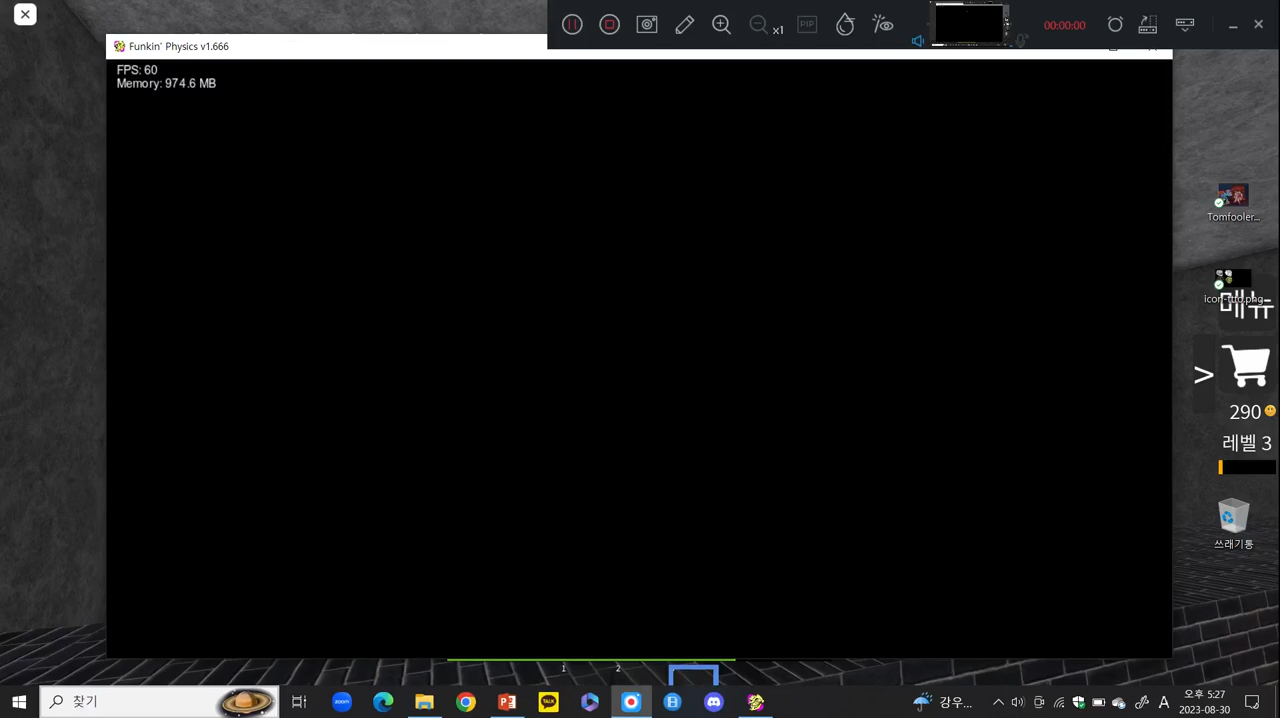 x1
PIP
00:00:00
Funkin' Physics v1.666
FPS: 60
Memory: 974.6 MB
Tomfooler...
메뉴
>
290
레벨 3
쓰레기통
1
2
찾기
zoom
TALK
강우...
A
오후 5:27
2023-08-30